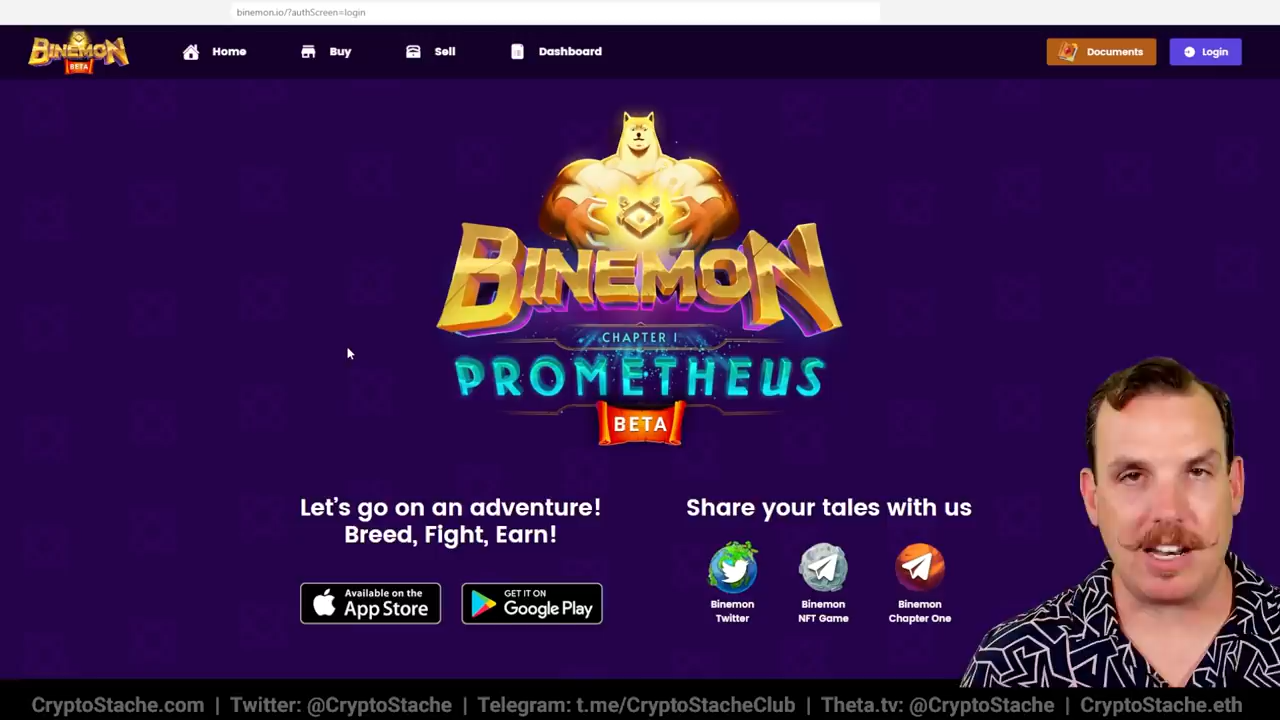 binemon.io/?authScreen=login
BINEMON
BETA
Home
Buy
Sell
Dashboard
Documents
Login
BINEMON
CHAPTER I
PROMETHEUS
BETA
Let's go on an adventure!
Breed, Fight, Earn!
Share your tales with us
Available on the
App Store
GET IT ON
Google Play
Binemon
Twitter
Binemon
NFT Game
Binemon
Chapter One
CryptoStache.com | Twitter: @CryptoStache | Telegram: t.me/CryptoStacheClub | Theta.tv: @CryptoStache | CryptoStache.eth